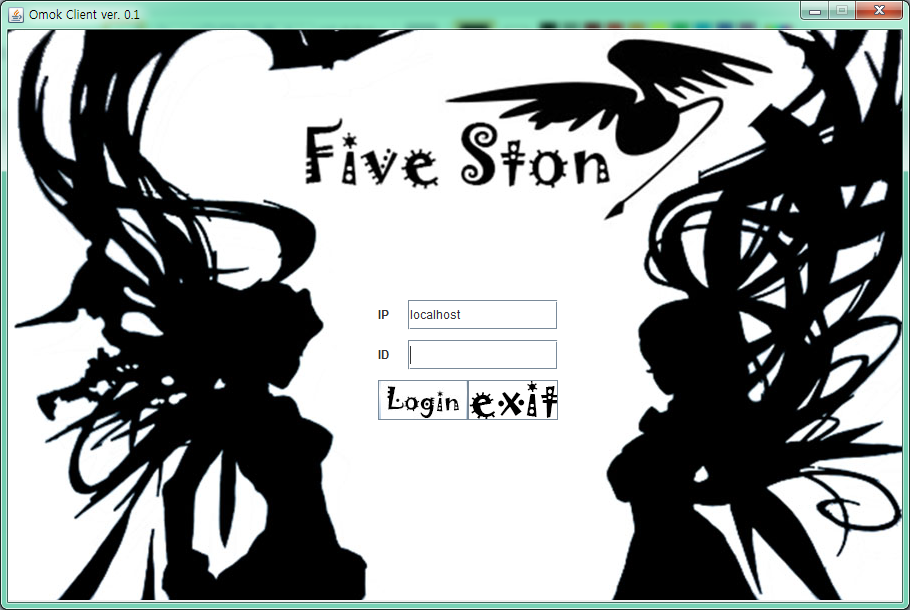 Omok Client ver. 0.1
Five Ston
IP localhost
ID
Login exit